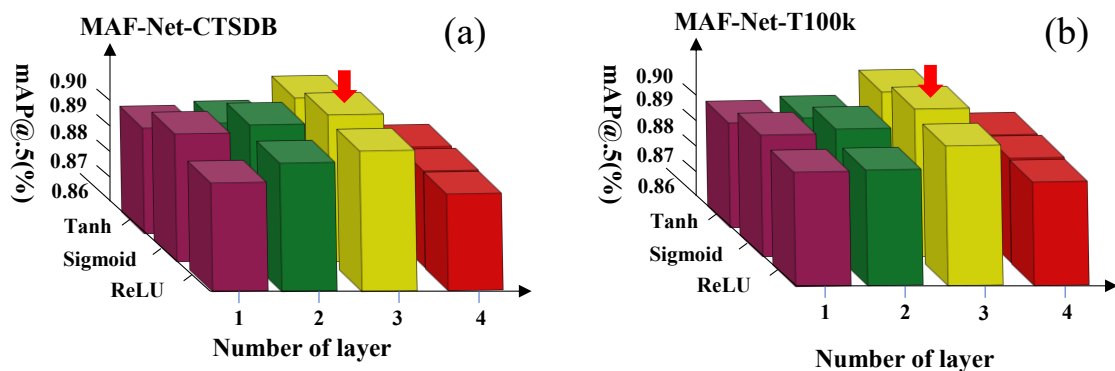 MAF-Net-CTSDB
(a)
mAP@.5(%)
0.90
0.89
0.88
0.87
0.86
Tanh
Sigmoid
ReLU
1 2 3 4
Number of layer
MAF-Net-T100k
(b)
mAP@.5(%)
0.90
0.89
0.88
0.87
0.86
Tanh
Sigmoid
ReLU
1 2 3 4
Number of layer